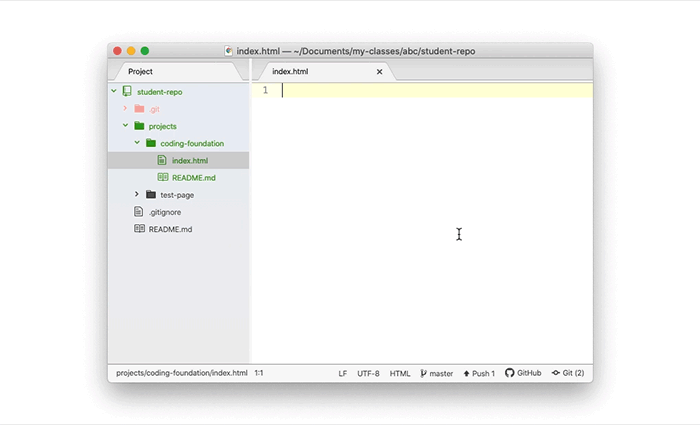 index.html — ~/Documents/my-classes/abc/student-repo
Project
index.html
student-repo
.git
projects
coding-foundation
index.html
README.md
test-page
.gitignore
README.md
1
projects/coding-foundation/index.html 1:1 LF UTF-8 HTML master Push 1 GitHub Git (2)